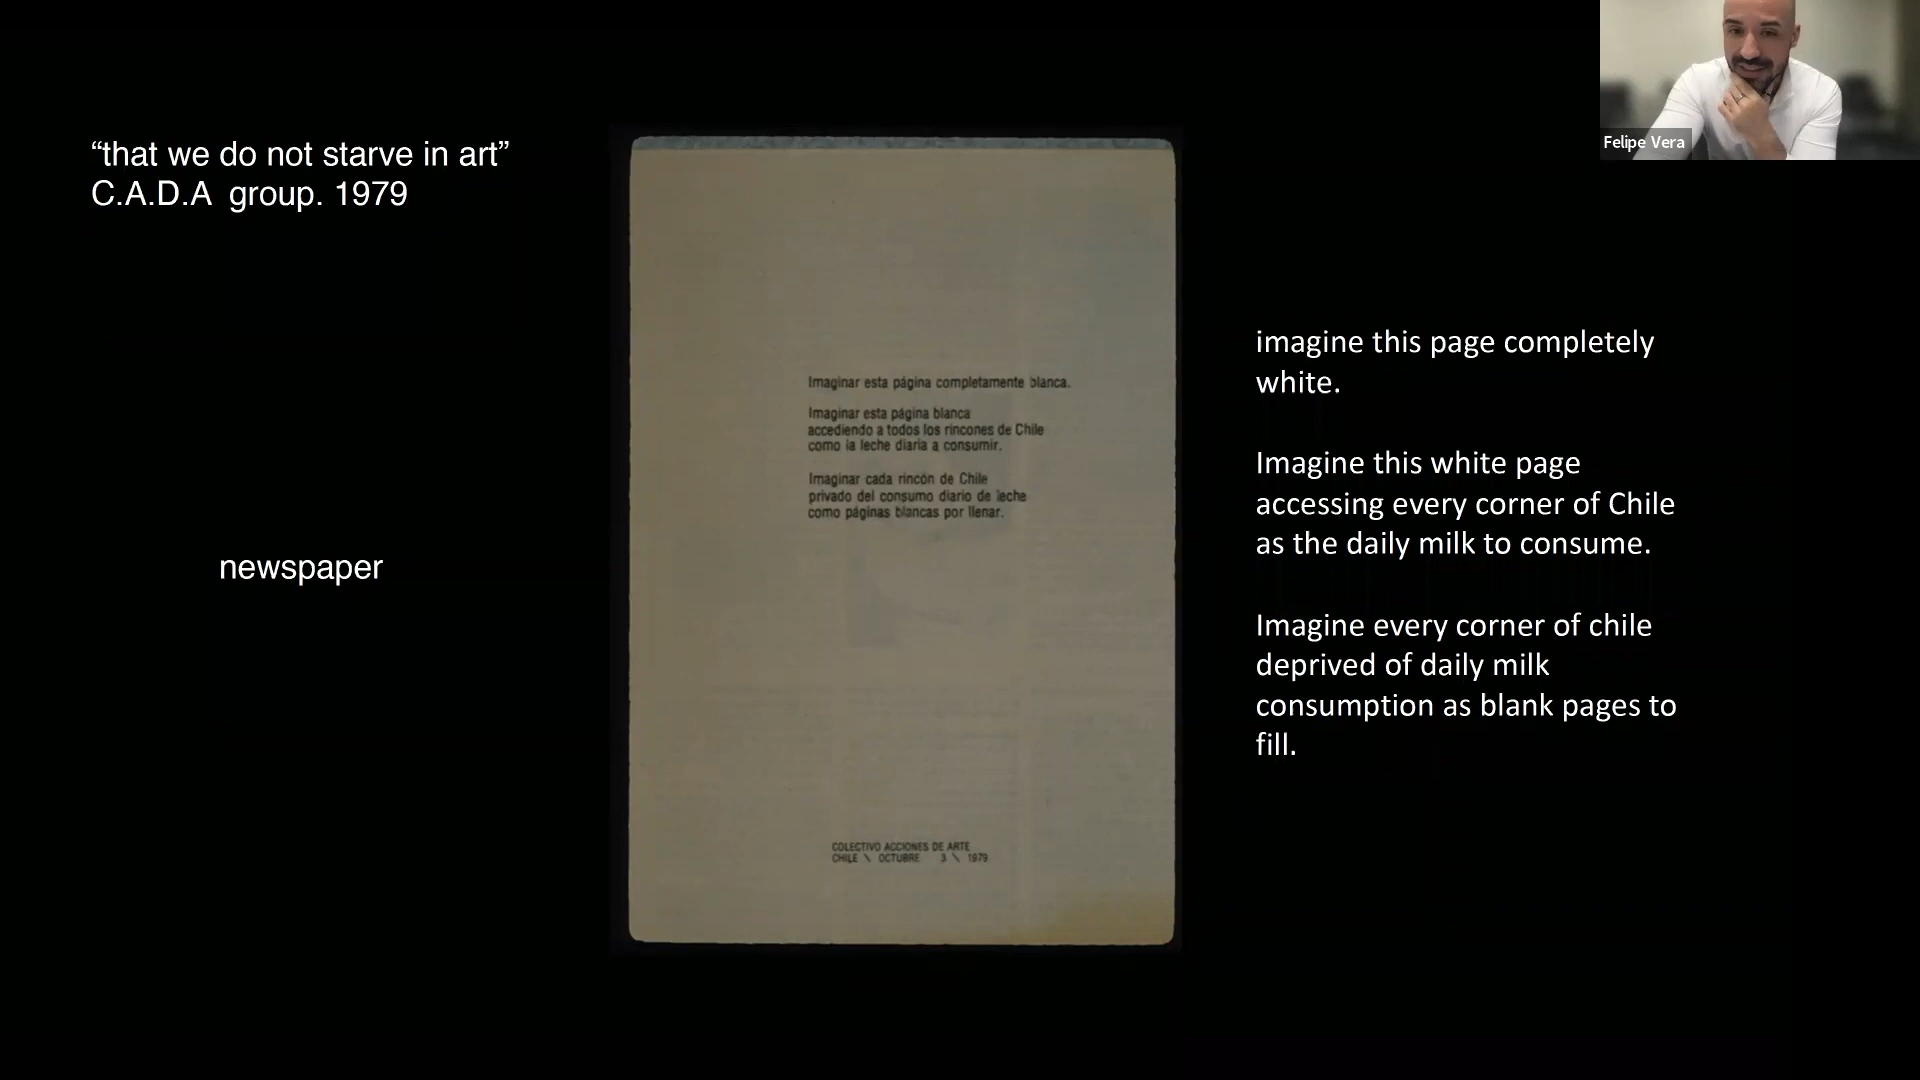 “that we do not starve in art”
C.A.D.A group. 1979
newspaper
Imaginar esta página completamente blanca.
Imaginar esta página blanca
accediendo a todos los rincones de Chile
como la leche diaria a consumir.
Imaginar cada rincón de Chile
privado del consumo diario de leche
como páginas blancas por llenar.
COLECTIVO ACCIONES DE ARTE
CHILE \ OCTUBRE 3 \ 1979
imagine this page completely
white.
Imagine this white page
accessing every corner of Chile
as the daily milk to consume.
Imagine every corner of chile
deprived of daily milk
consumption as blank pages to
fill.
Felipe Vera